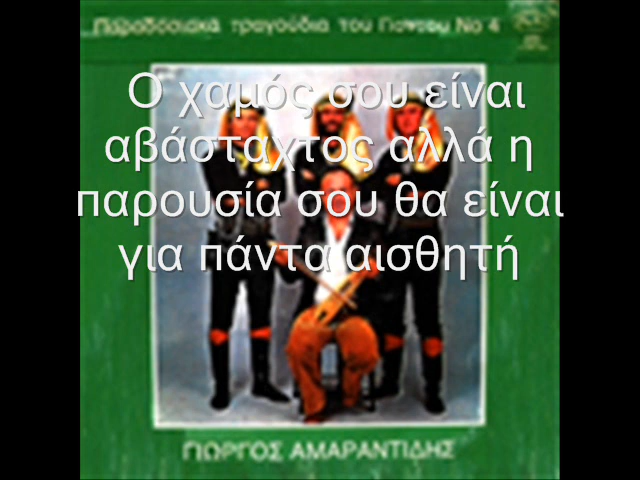 Παραδοσιακά τραγούδια του Πόντου Νο 4
Ο χαμός σου είναι
αβάσταχτος αλλά η
παρουσία σου θα είναι
για πάντα αισθητή
ΓΙΩΡΓΟΣ ΑΜΑΡΑΝΤΙΔΗΣ